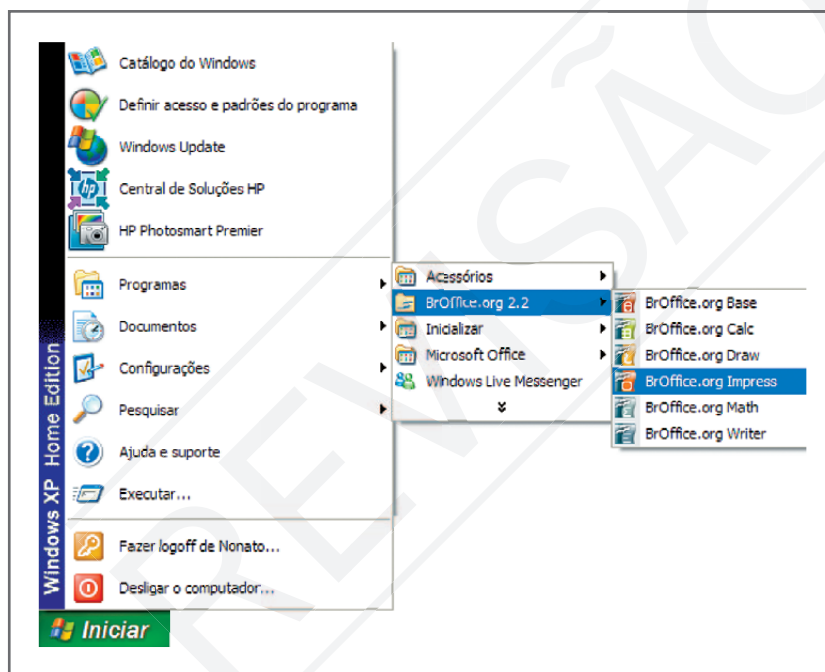 Catálogo do Windows
Definir acesso e padrões do programa
Windows Update
Central de Soluções HP
HP Photosmart Premier
Programas
Documentos
Configurações
Pesquisar
Ajuda e suporte
Executar...
Fazer logoff de Nonato...
Desligar o computador...
Windows XP Home Edition
Iniciar
Acessórios
BrOffice.org 2.2
Inicializar
Microsoft Office
Windows Live Messenger
BrOffice.org Base
BrOffice.org Calc
BrOffice.org Draw
BrOffice.org Impress
BrOffice.org Math
BrOffice.org Writer
hp
REVISÃO